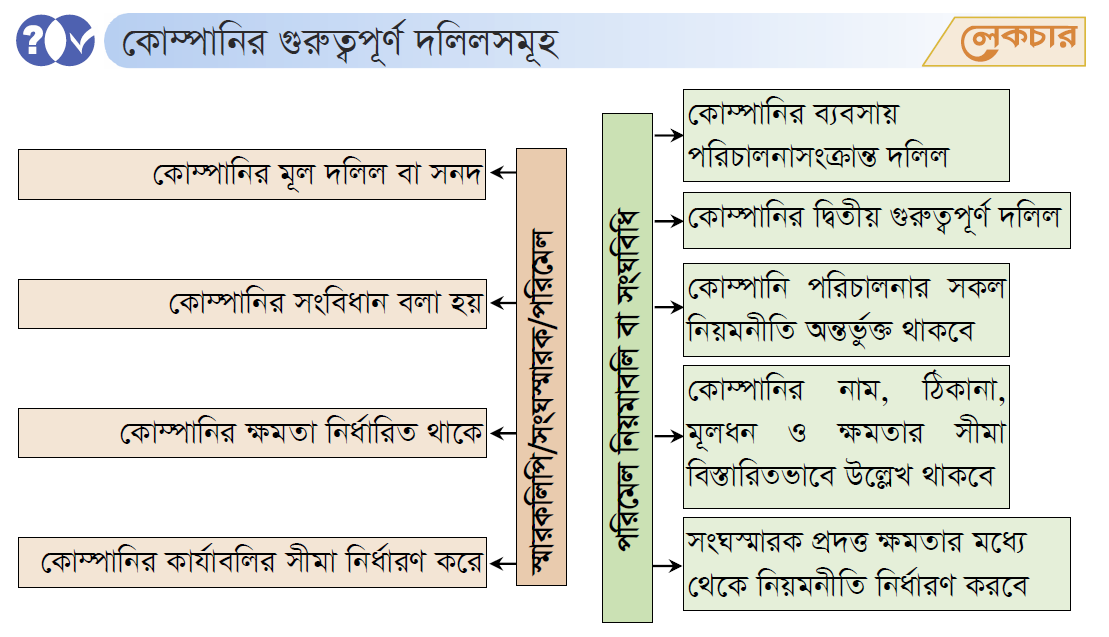 কোম্পানির গুরুত্বপূর্ণ দলিলসমূহ
লেকচার
কোম্পানির মূল দলিল বা সনদ
কোম্পানির সংবিধান বলা হয়
কোম্পানির ক্ষমতা নির্ধারিত থাকে
কোম্পানির কার্যাবলির সীমা নির্ধারণ করে
স্মারকলিপি/সংঘস্মারক/পরিমেল
পরিমেল নিয়মাবলি বা সংঘবিধি
কোম্পানির ব্যবসায়
পরিচালনাসংক্রান্ত দলিল
কোম্পানির দ্বিতীয় গুরুত্বপূর্ণ দলিল
কোম্পানি পরিচালনার সকল
নিয়মনীতি অন্তর্ভুক্ত থাকবে
কোম্পানির নাম, ঠিকানা,
মূলধন ও ক্ষমতার সীমা
বিস্তারিতভাবে উল্লেখ থাকবে
সংঘস্মারক প্রদত্ত ক্ষমতার মধ্যে
থেকে নিয়মনীতি নির্ধারণ করবে